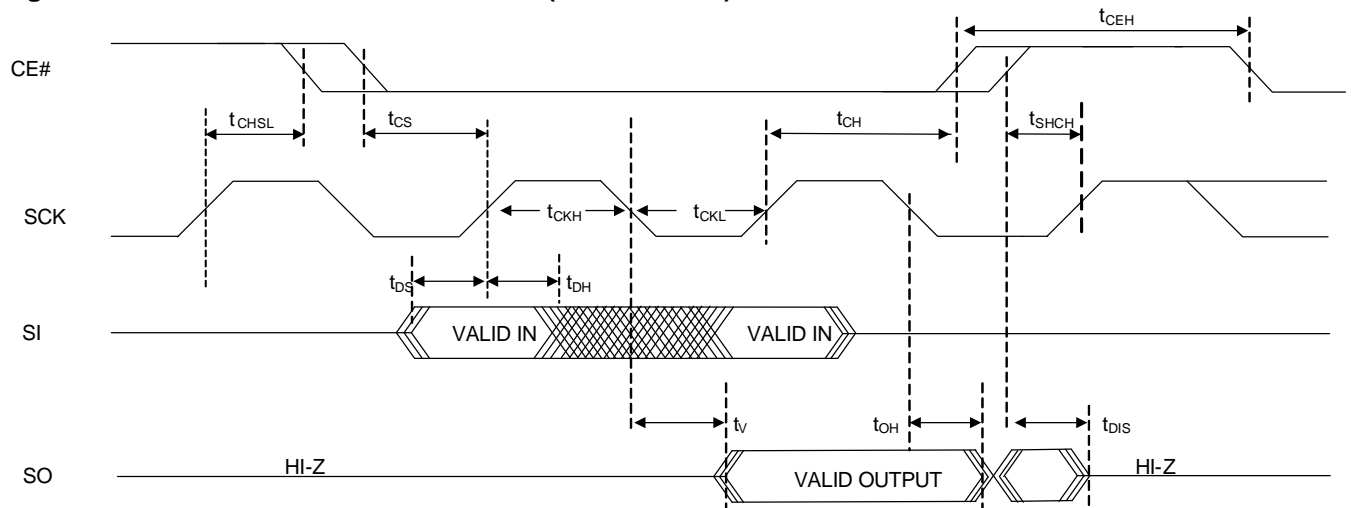 tCEH
CE#
tCHSL
tCS
tCH
tSHCH
SCK
tCKH
tCKL
tDS
tDH
SI
VALID IN
VALID IN
tV
tOH
tDIS
SO
HI-Z
VALID OUTPUT
HI-Z